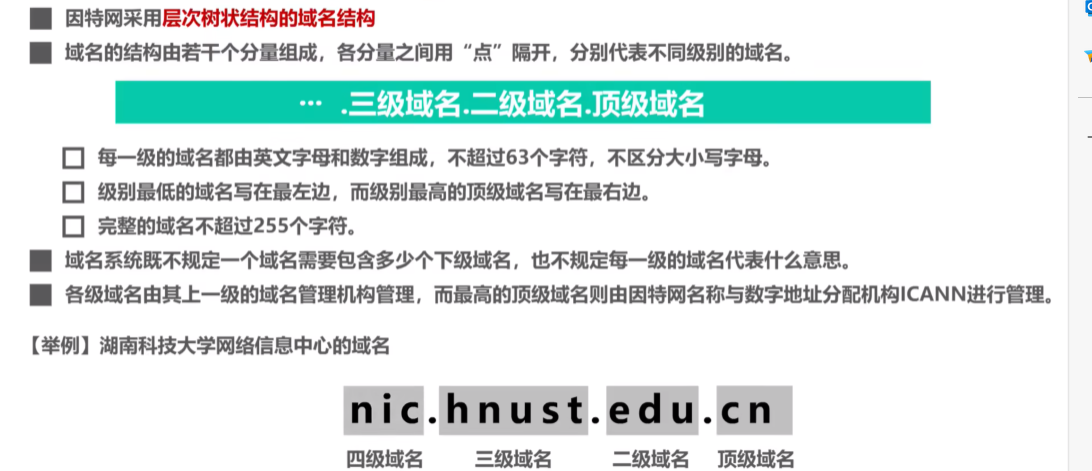 因特网采用层次树状结构的域名结构
域名的结构由若干个分量组成，各分量之间用“点”隔开，分别代表不同级别的域名。
… .三级域名.二级域名.顶级域名
每一级的域名都由英文字母和数字组成，不超过63个字符，不区分大小写字母。
级别最低的域名写在最左边，而级别最高的顶级域名写在最右边。
完整的域名不超过255个字符。
域名系统既不规定一个域名需要包含多少个下级域名，也不规定每一级的域名代表什么意思。
各级域名由其上一级的域名管理机构管理，而最高的顶级域名则由因特网名称与数字地址分配机构ICANN进行管理。
【举例】湖南科技大学网络信息中心的域名
nic.hnust.edu.cn
四级域名 三级域名 二级域名 顶级域名